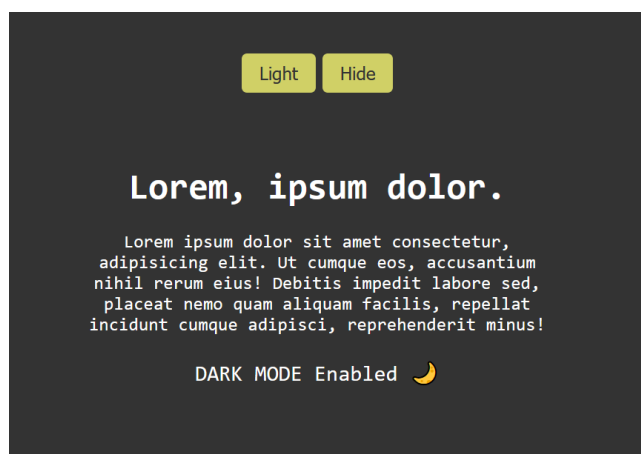 Light Hide
Lorem, ipsum dolor.
Lorem ipsum dolor sit amet consectetur,
adipisicing elit. Ut cumque eos, accusantium
nihil rerum eius! Debitis impedit labore sed,
placeat nemo quam aliquam facilis, repellat
incidunt cumque adipisci, reprehenderit minus!
DARK MODE Enabled 🌙